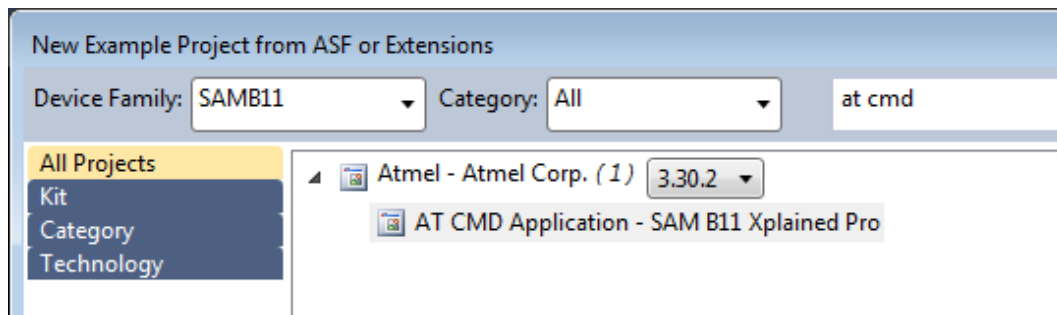 New Example Project from ASF or Extensions
Device Family: SAMB11 Category: All at cmd
All Projects
Kit
Category
Technology
Atmel - Atmel Corp. (1) 3.30.2
AT CMD Application - SAM B11 Xplained Pro